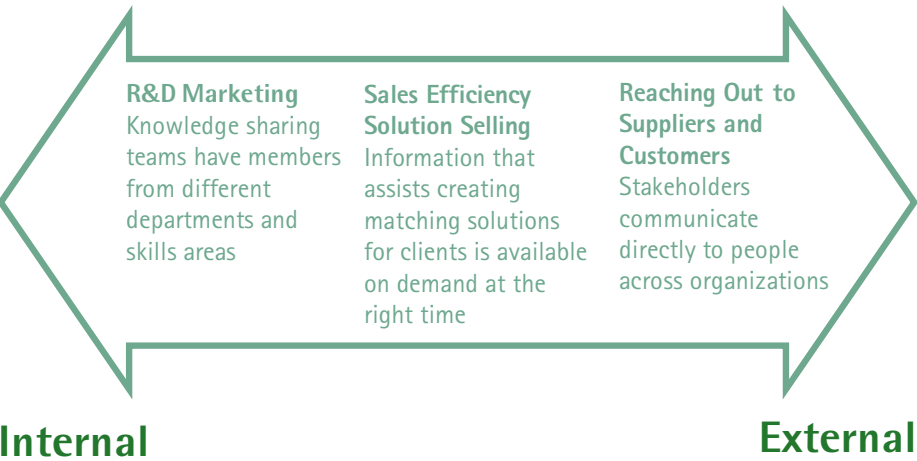 R&D Marketing
Knowledge sharing
teams have members
from different
departments and
skills areas
Sales Efficiency
Solution Selling
Information that
assists creating
matching solutions
for clients is available
on demand at the
right time
Reaching Out to
Suppliers and
Customers
Stakeholders
communicate
directly to people
across organizations
Internal
External